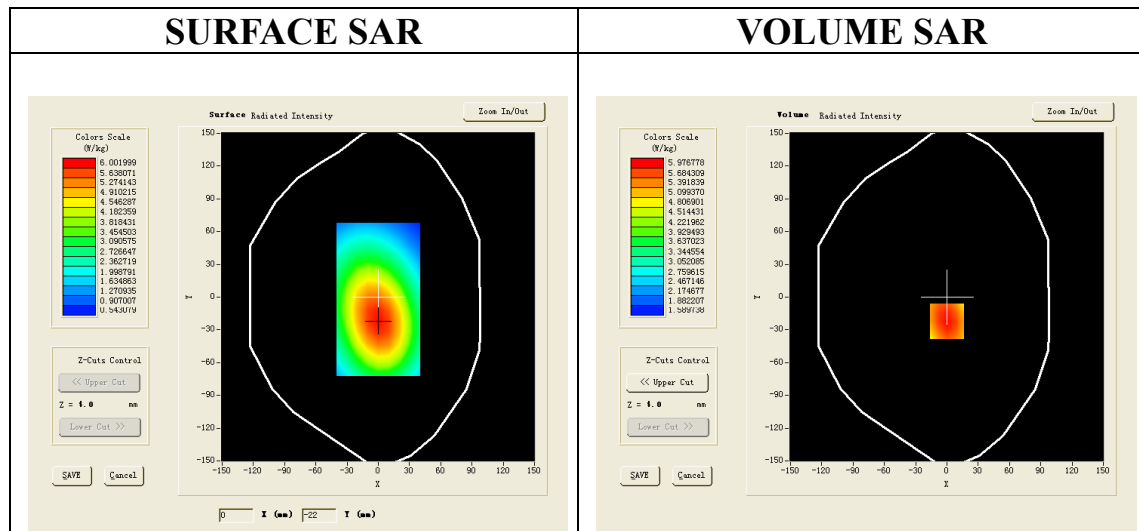 SURFACE SAR
VOLUME SAR
Surface Radiated Intensity
Zoom In/Out
Colors Scale
(W/kg)
6.001999
5.638071
5.274143
4.910215
4.546287
4.182359
3.818431
3.454503
3.090575
2.726647
2.362719
1.998791
1.634863
1.270935
0.907007
0.543079
150
120
90
60
30
0
-30
-60
-90
-120
-150
Y
-150 -120 -90 -60 -30 0 30 60 90 120 150
X
Z-Cuts Control
<< Upper Cut
Z = 4.0 mm
Lower Cut >>
SAVE Cancel
0 X (mm) -22 Y (mm)
Volume Radiated Intensity
Zoom In/Out
Colors Scale
(W/kg)
5.976778
5.684309
5.391839
5.099370
4.806901
4.514431
4.221962
3.929493
3.637023
3.344554
3.052085
2.759615
2.467146
2.174677
1.882207
1.589738
150
120
90
60
30
0
-30
-60
-90
-120
-150
Y
-150 -120 -90 -60 -30 0 30 60 90 120 150
X
Z-Cuts Control
<< Upper Cut
Z = 4.0 mm
Lower Cut >>
SAVE Cancel